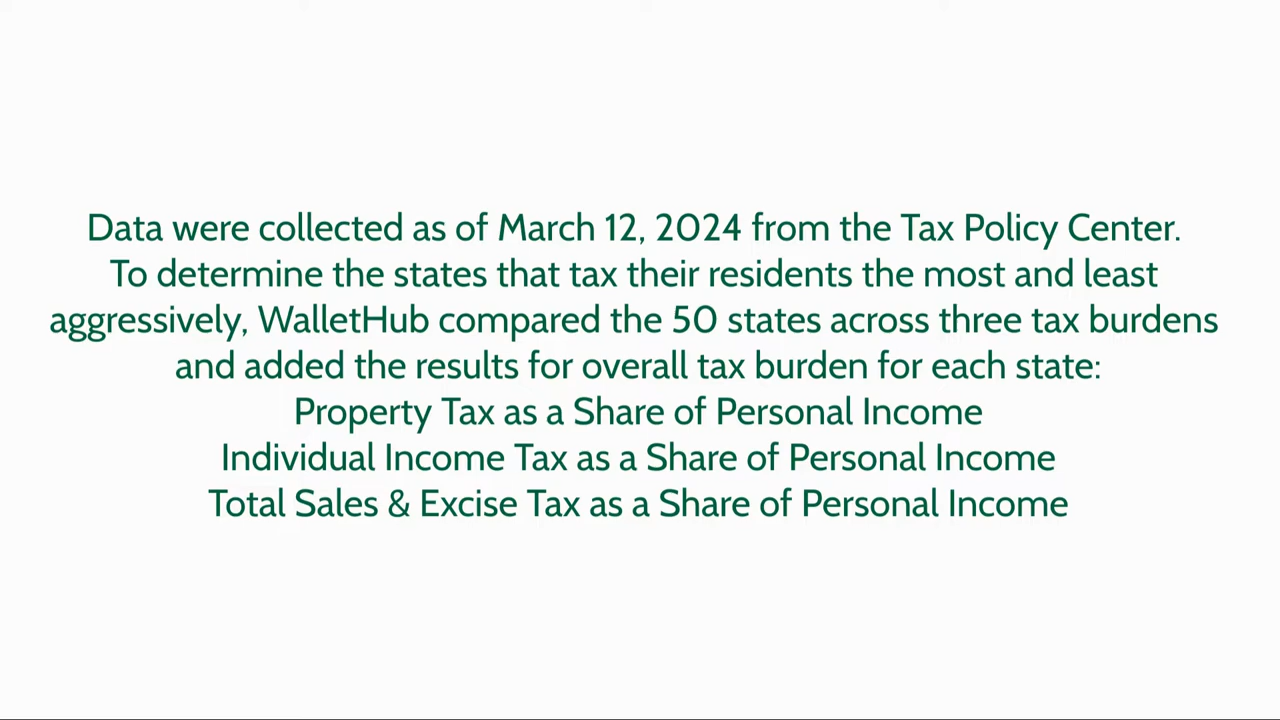 Data were collected as of March 12, 2024 from the Tax Policy Center.
To determine the states that tax their residents the most and least
aggressively, WalletHub compared the 50 states across three tax burdens
and added the results for overall tax burden for each state:
Property Tax as a Share of Personal Income
Individual Income Tax as a Share of Personal Income
Total Sales & Excise Tax as a Share of Personal Income